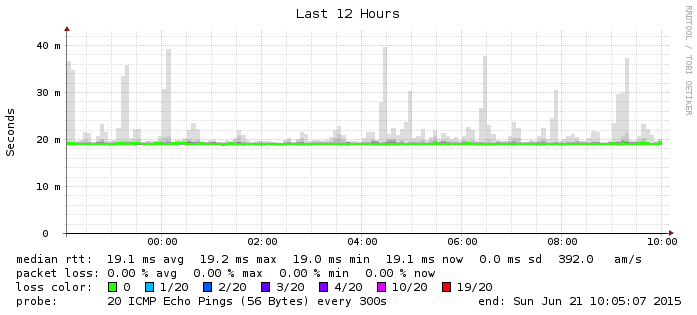 Last 12 Hours
RRDTOOL / TOBI OETIKER
Seconds
40 m
30 m
20 m
10 m
0
00:00 02:00 04:00 06:00 08:00 10:00
median rtt: 19.1 ms avg 19.2 ms max 19.0 ms min 19.1 ms now 0.0 ms sd 392.0 am/s
packet loss: 0.00 % avg 0.00 % max 0.00 % min 0.00 % now
loss color: 0 1/20 2/20 3/20 4/20 10/20 19/20
probe: 20 ICMP Echo Pings (56 Bytes) every 300s end: Sun Jun 21 10:05:07 2015